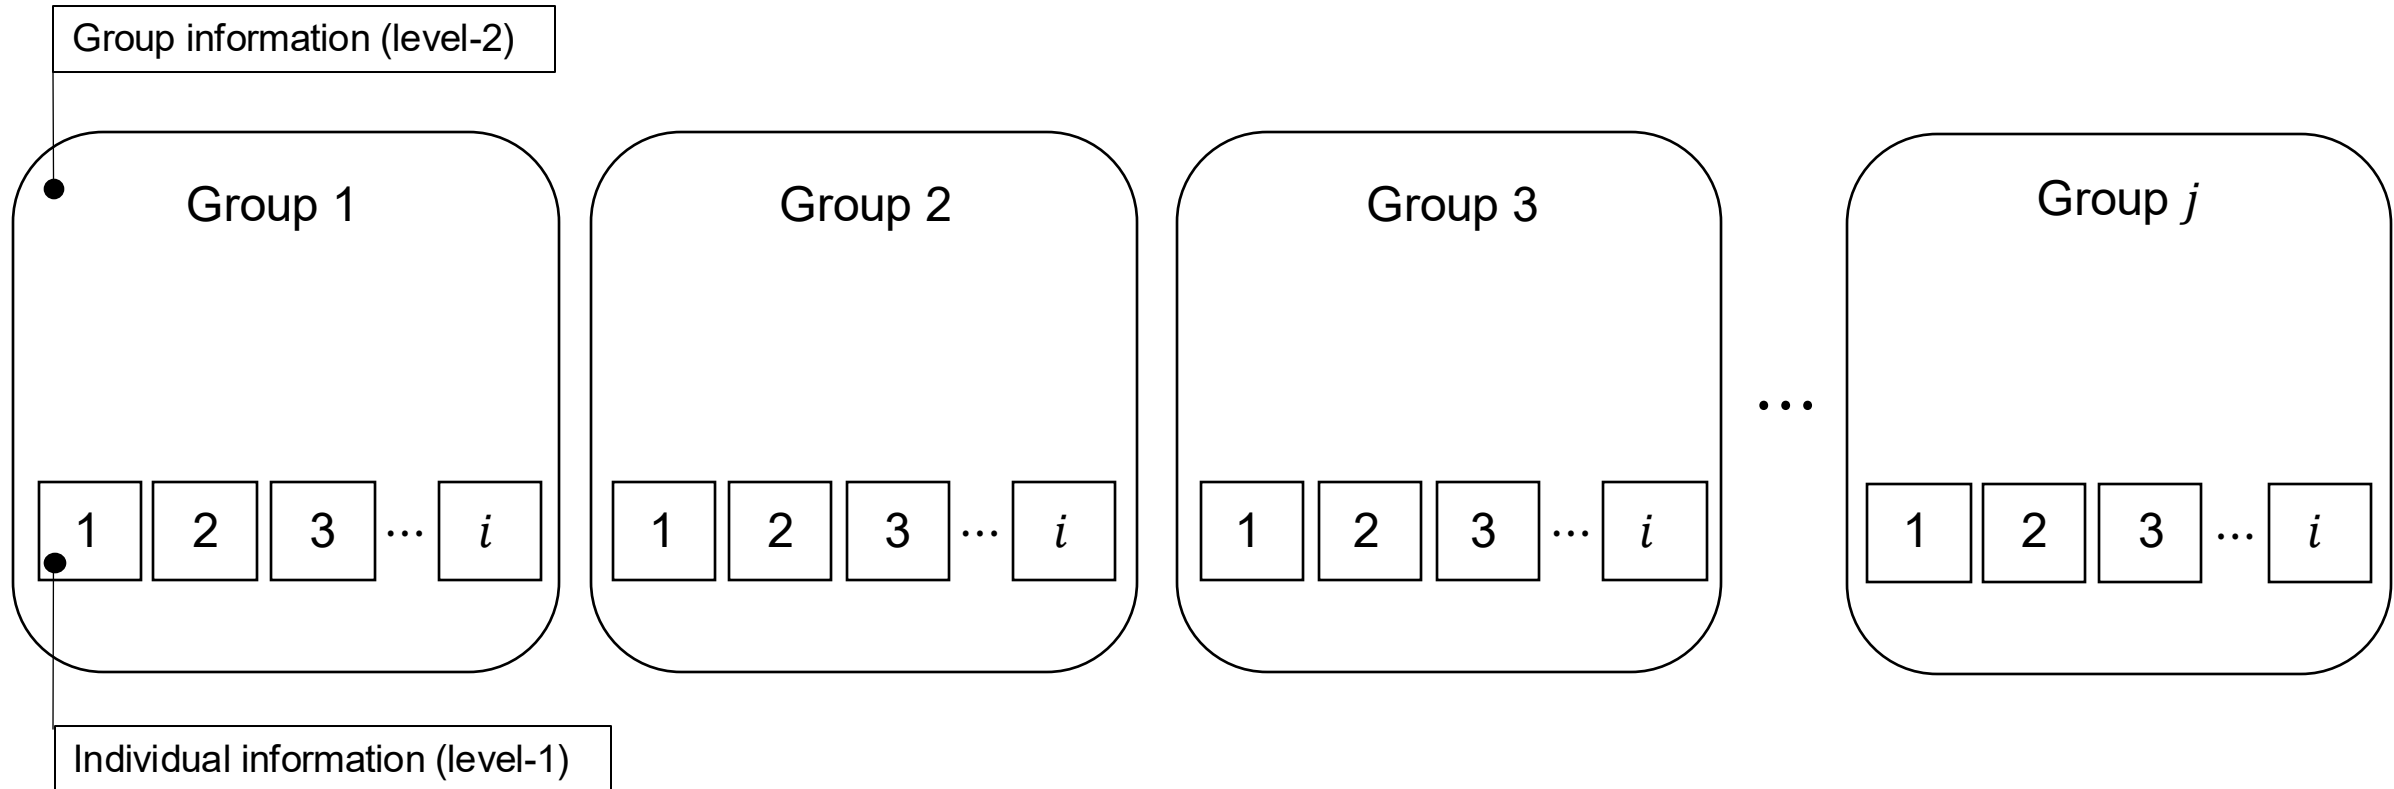 Group information (level-2)
Group 1
Group 2
Group 3
Group j
...
1 2 3 ... i
1 2 3 ... i
1 2 3 ... i
1 2 3 ... i
Individual information (level-1)